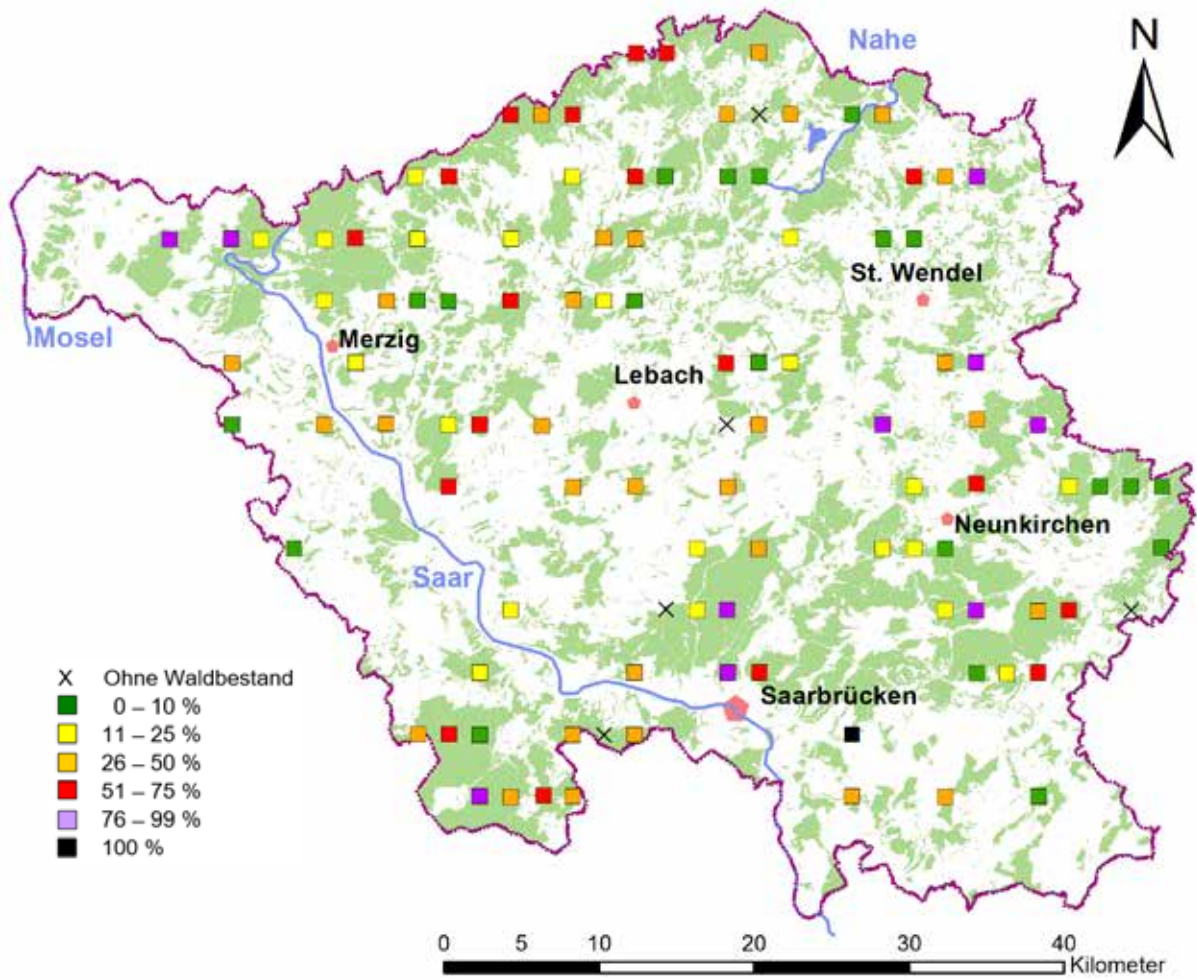 Nahe
N
St. Wendel
Mosel
Merzig
Lebach
Neunkirchen
Saar
Saarbrücken
X Ohne Waldbestand
0 – 10 %
11 – 25 %
26 – 50 %
51 – 75 %
76 – 99 %
100 %
0 5 10 20 30 40
Kilometer